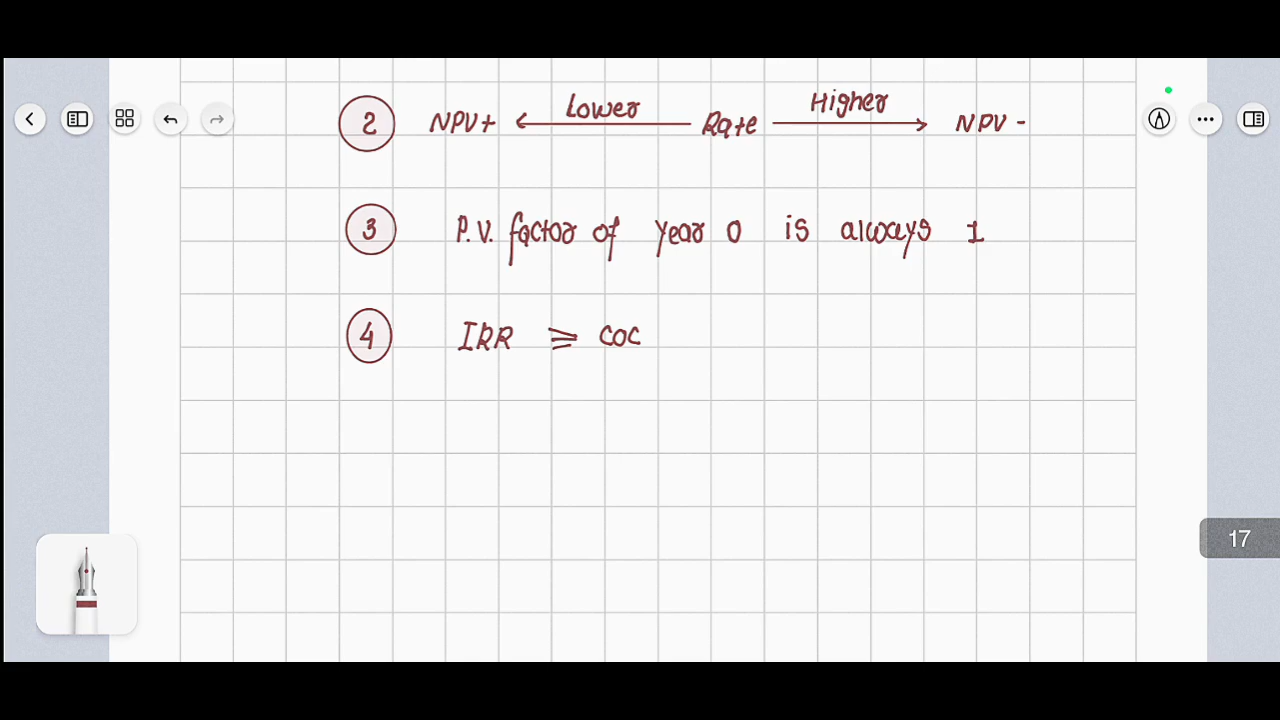 2 NPV+ ← Lower Rate Higher → NPV -
3 P.V. factor of year 0 is always 1
4 IRR ⩾ COC
17